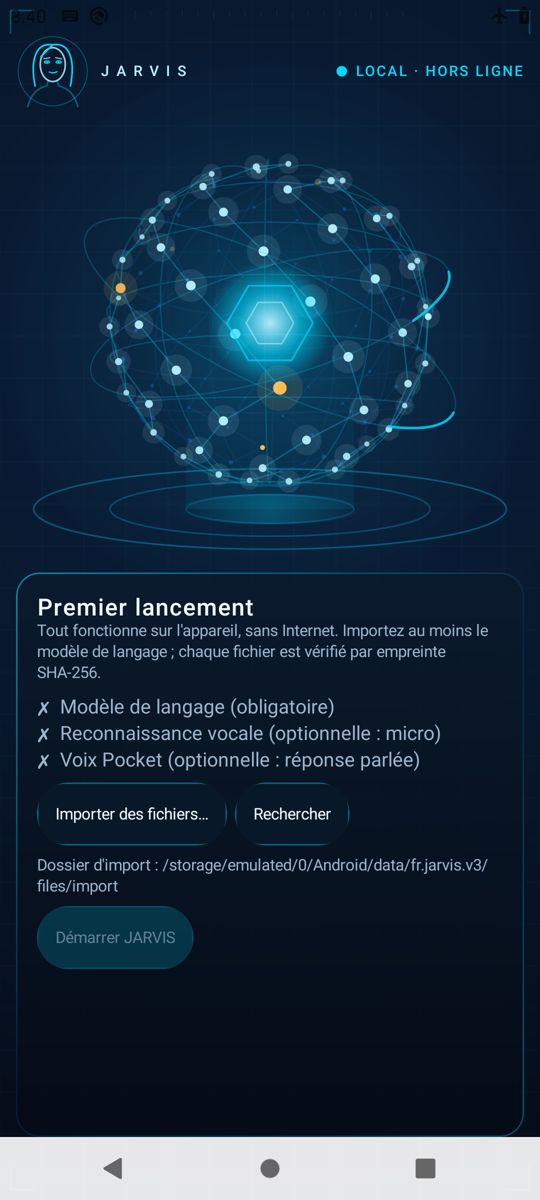 8:40
JARVIS
LOCAL · HORS LIGNE
Premier lancement
Tout fonctionne sur l'appareil, sans Internet. Importez au moins le
modèle de langage ; chaque fichier est vérifié par empreinte
SHA-256.
✗ Modèle de langage (obligatoire)
✗ Reconnaissance vocale (optionnelle : micro)
✗ Voix Pocket (optionnelle : réponse parlée)
Importer des fichiers…
Rechercher
Dossier d'import : /storage/emulated/0/Android/data/fr.jarvis.v3/
files/import
Démarrer JARVIS